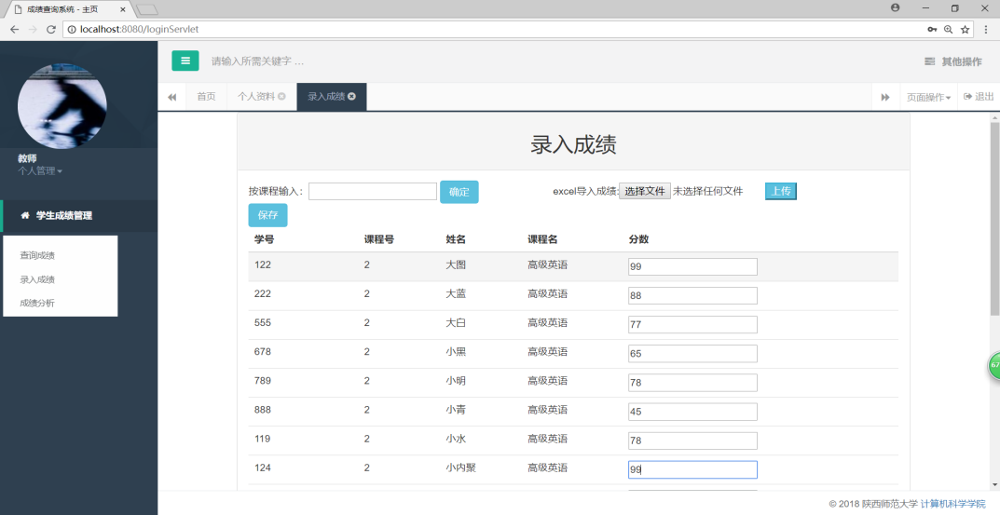 成绩查询系统 - 主页
localhost:8080/loginServlet
请输入所需关键字 …
其他操作
首页
个人资料
录入成绩
页面操作
退出
教师
个人管理
学生成绩管理
查询成绩
录入成绩
成绩分析
录入成绩
按课程输入: 确定 excel导入成绩: 选择文件 未选择任何文件 上传
保存
学号 课程号 姓名 课程名 分数
122 2 大图 高级英语 99
222 2 大蓝 高级英语 88
555 2 大白 高级英语 77
678 2 小黑 高级英语 65
789 2 小明 高级英语 78
888 2 小青 高级英语 45
119 2 小水 高级英语 78
124 2 小内聚 高级英语 99
67
© 2018 陕西师范大学 计算机科学学院